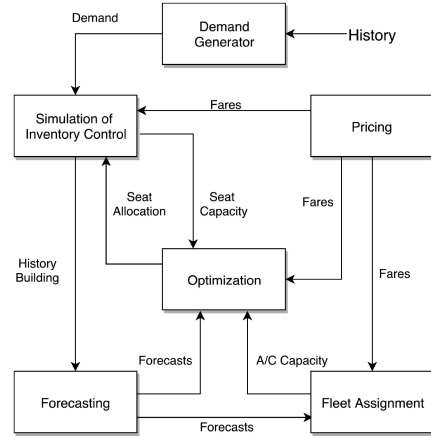 Demand
Demand
Generator
History
Fares
Simulation of
Inventory Control
Pricing
Seat
Allocation
Seat
Capacity
Fares
History
Building
Optimization
Fares
Forecasts
A/C Capacity
Forecasting
Fleet Assignment
Forecasts